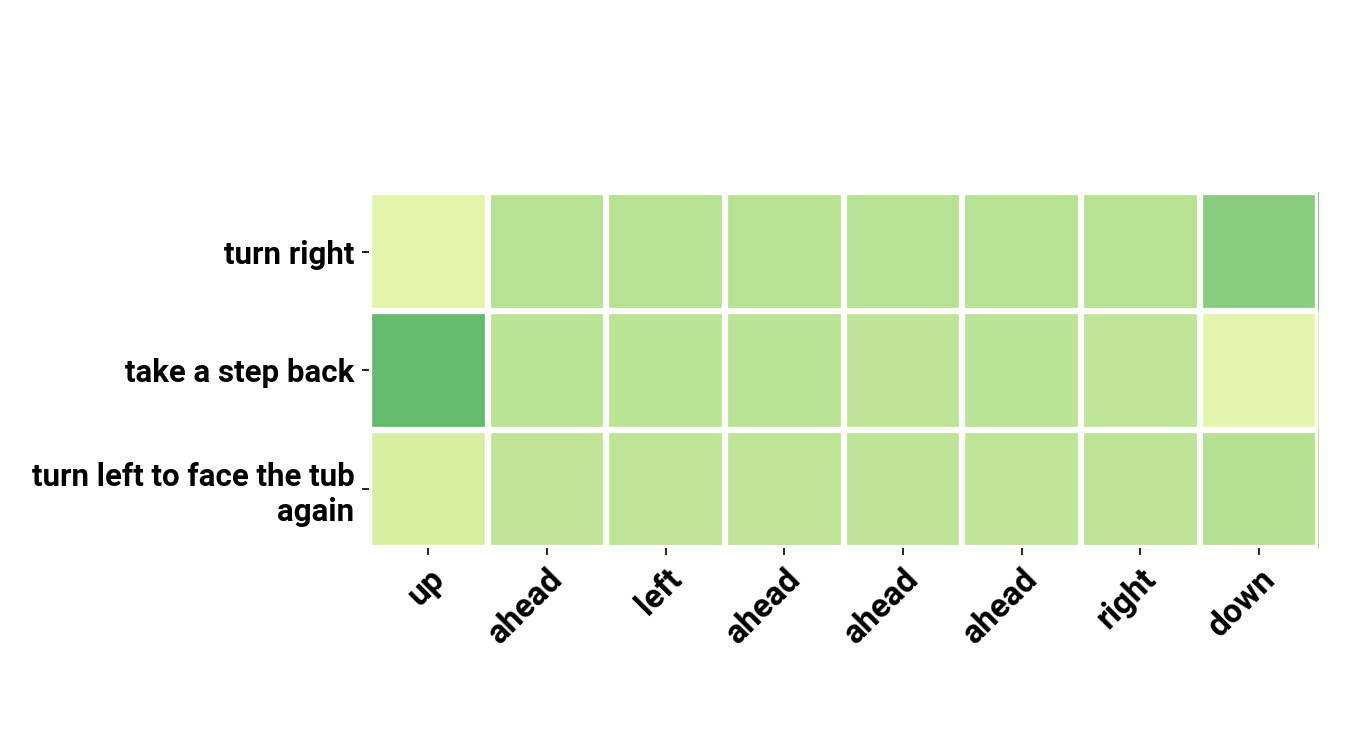 turn right
take a step back
turn left to face the tub
again
up
ahead
left
ahead
ahead
ahead
right
down